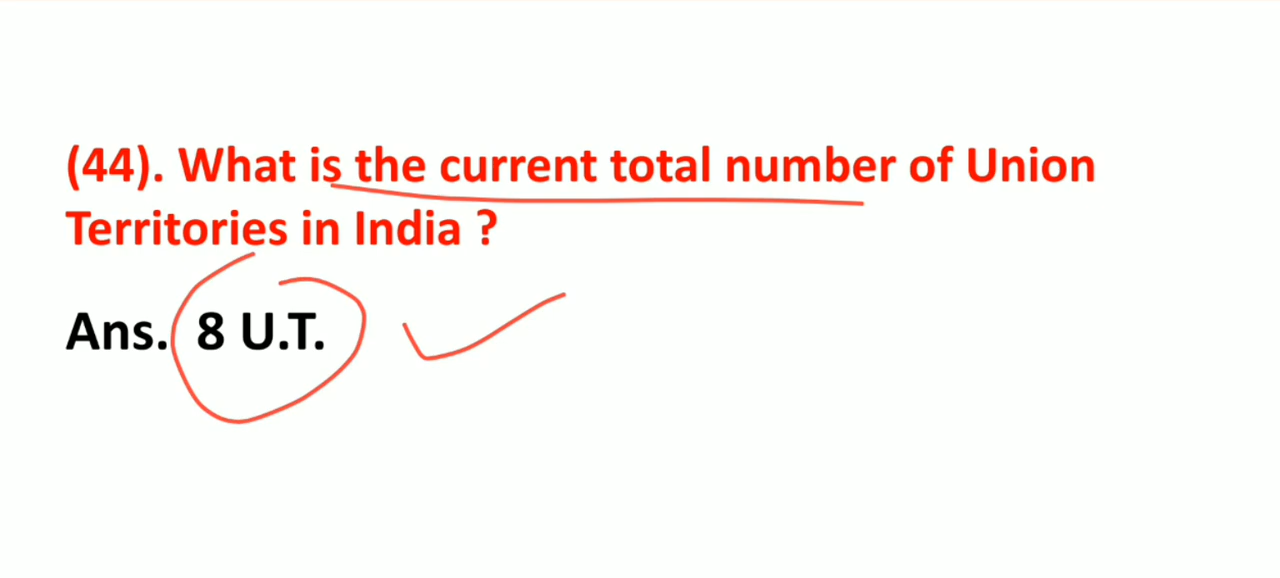 (44). What is the current total number of Union
Territories in India ?
Ans. 8 U.T.